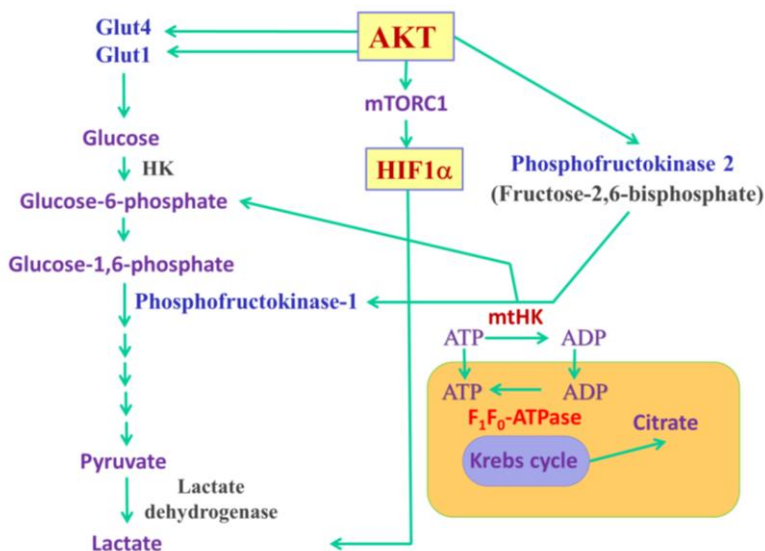 Glut4
Glut1
AKT
mTORC1
Glucose
HK
HIF1α
Phosphofructokinase 2
(Fructose-2,6-bisphosphate)
Glucose-6-phosphate
Glucose-1,6-phosphate
Phosphofructokinase-1
mtHK
ATP
ADP
ATP
ADP
F₁F₀-ATPase
Citrate
Krebs cycle
Pyruvate
Lactate
dehydrogenase
Lactate